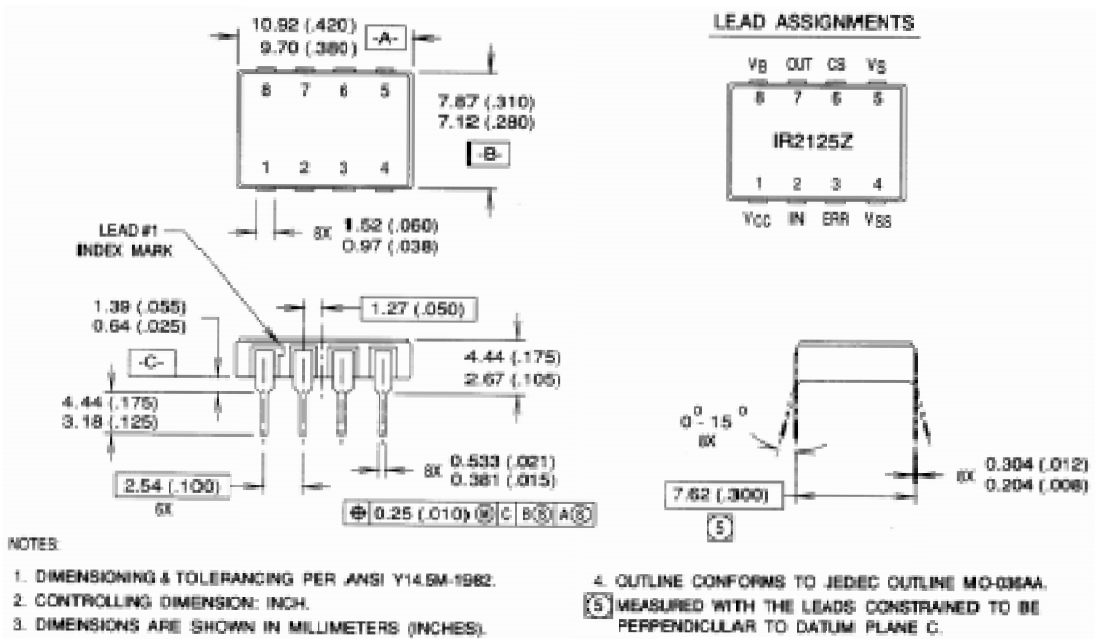 10.92 (.420)
9.70 (.380)
-A-
8 7 6 5
1 2 3 4
7.87 (.310)
7.12 (.280)
-B-
8X 1.52 (.060)
0.97 (.038)
LEAD ASSIGNMENTS
VB OUT CS VS
8 7 6 5
IR2125Z
1 2 3 4
VCC IN ERR VSS
LEAD #1
INDEX MARK
1.39 (.055)
0.64 (.025)
-C-
1.27 (.050)
4.44 (.175)
2.67 (.105)
4.44 (.175)
3.18 (.125)
2.54 (.100)
6X
8X 0.533 (.021)
0.381 (.015)
⌖ 0.25 (.010) Ⓜ C BⓈ AⓈ
0° - 15°
8X
7.62 (.300)
5
8X 0.304 (.012)
0.204 (.008)
NOTES:
1. DIMENSIONING & TOLERANCING PER ANSI Y14.5M-1982.
2. CONTROLLING DIMENSION: INCH.
3. DIMENSIONS ARE SHOWN IN MILLIMETERS (INCHES).
4. OUTLINE CONFORMS TO JEDEC OUTLINE MO-036AA.
5 MEASURED WITH THE LEADS CONSTRAINED TO BE
PERPENDICULAR TO DATUM PLANE C.